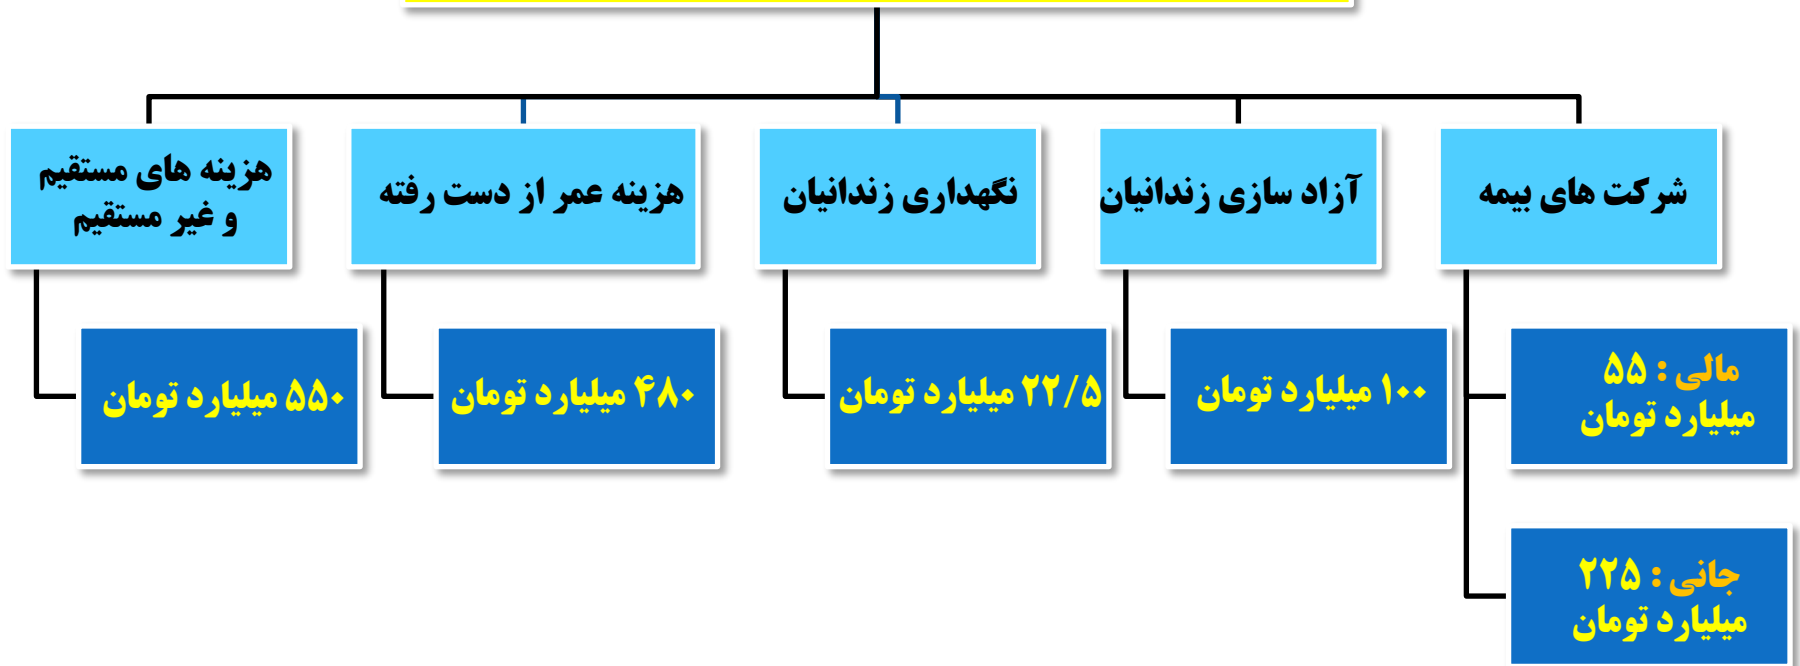 شرکت های بیمه
آزاد سازی زندانیان
نگهداری زندانیان
هزینه عمر از دست رفته
هزینه های مستقیم
و غیر مستقیم
مالی : ۵۵
میلیارد تومان
۱۰۰ میلیارد تومان
۲۲/۵ میلیارد تومان
۴۸۰ میلیارد تومان
۵۵۰ میلیارد تومان
جانی : ۲۲۵
میلیارد تومان